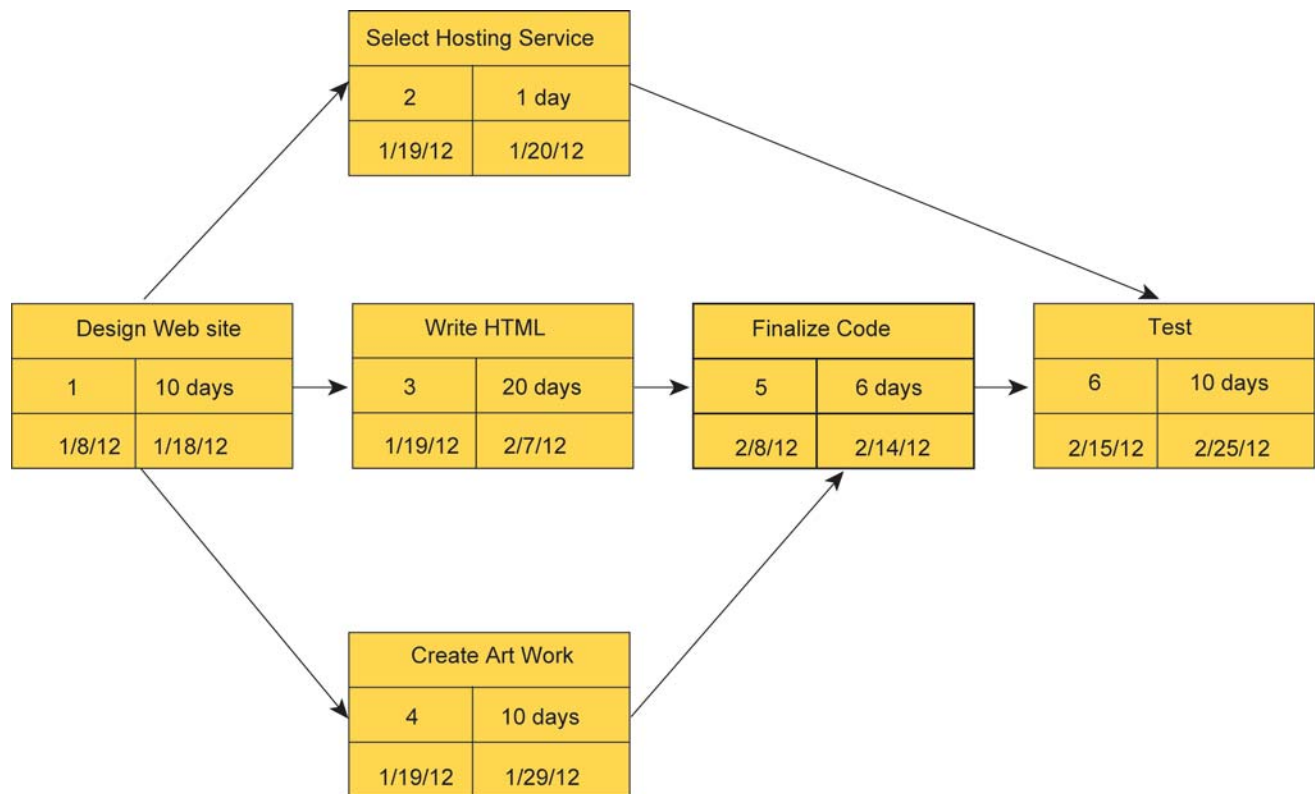 Select Hosting Service
2 1 day
1/19/12 1/20/12
Design Web site
1 10 days
1/8/12 1/18/12
Write HTML
3 20 days
1/19/12 2/7/12
Finalize Code
5 6 days
2/8/12 2/14/12
Test
6 10 days
2/15/12 2/25/12
Create Art Work
4 10 days
1/19/12 1/29/12